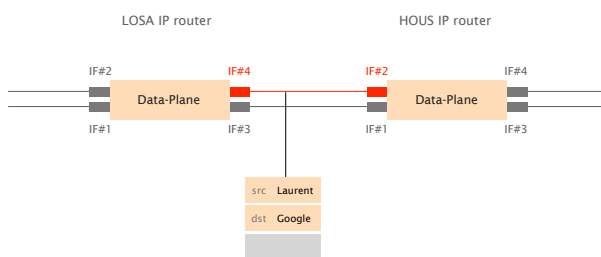 LOSA IP router
HOUS IP router
IF#2
IF#4
IF#2
IF#4
Data-Plane
Data-Plane
IF#1
IF#3
IF#1
IF#3
src Laurent
dst Google